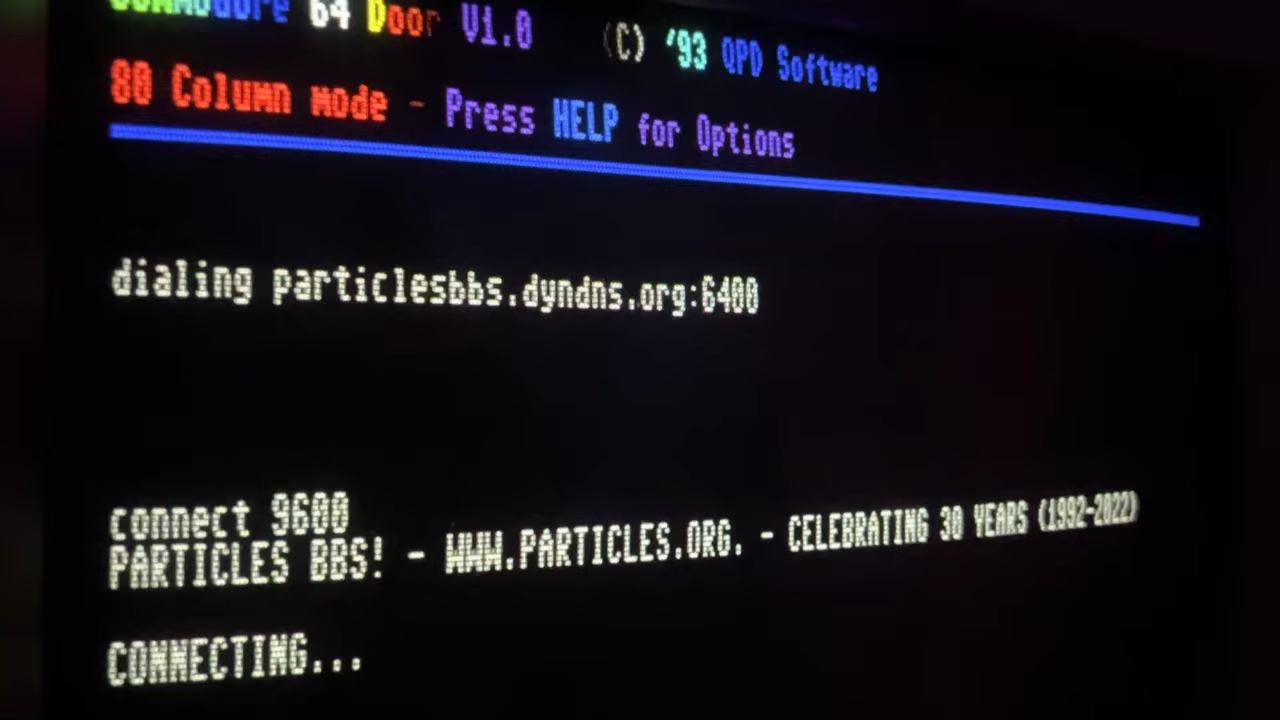 Commodore 64 Door V1.0 (C) '93 QPD Software
80 Column mode - Press HELP for Options
dialing particlesbbs.dyndns.org:6400
connect 9600
PARTICLES BBS! - WWW.PARTICLES.ORG. - CELEBRATING 30 YEARS (1992-2022)
CONNECTING...